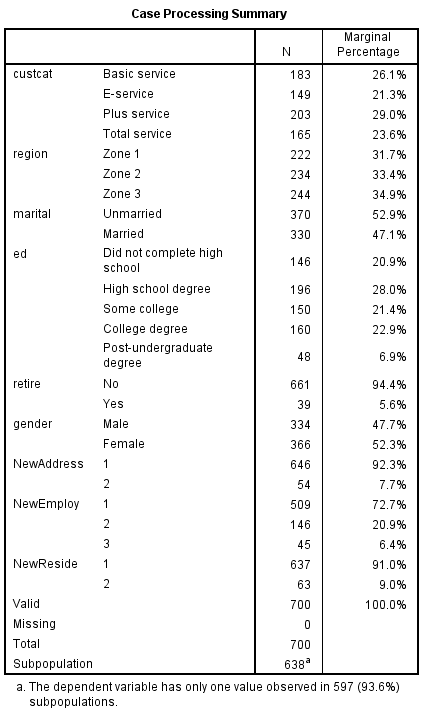 Case Processing Summary
N Marginal Percentage
custcat Basic service 183 26.1%
E-service 149 21.3%
Plus service 203 29.0%
Total service 165 23.6%
region Zone 1 222 31.7%
Zone 2 234 33.4%
Zone 3 244 34.9%
marital Unmarried 370 52.9%
Married 330 47.1%
ed Did not complete high school 146 20.9%
High school degree 196 28.0%
Some college 150 21.4%
College degree 160 22.9%
Post-undergraduate degree 48 6.9%
retire No 661 94.4%
Yes 39 5.6%
gender Male 334 47.7%
Female 366 52.3%
NewAddress 1 646 92.3%
2 54 7.7%
NewEmploy 1 509 72.7%
2 146 20.9%
3 45 6.4%
NewReside 1 637 91.0%
2 63 9.0%
Valid 700 100.0%
Missing 0
Total 700
Subpopulation 638a
a. The dependent variable has only one value observed in 597 (93.6%)
subpopulations.